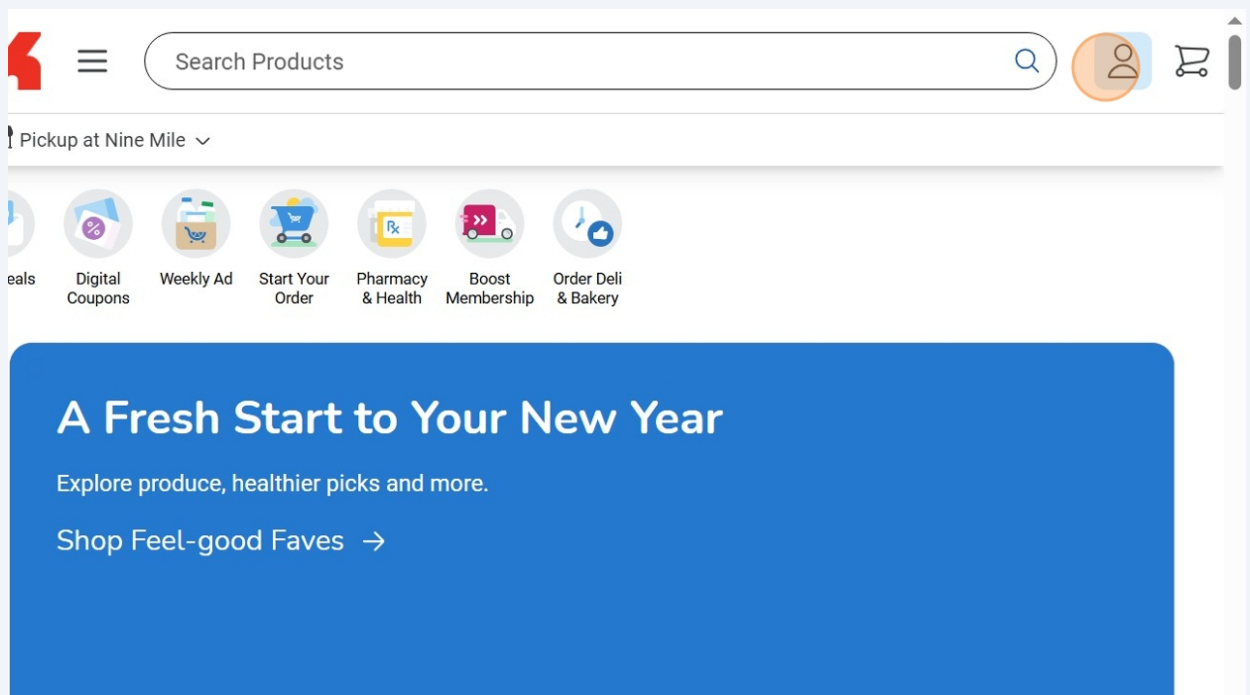 Search Products
Pickup at Nine Mile
eals
Digital
Coupons
Weekly Ad
Start Your
Order
Rx
Pharmacy
& Health
Boost
Membership
Order Deli
& Bakery
A Fresh Start to Your New Year
Explore produce, healthier picks and more.
Shop Feel-good Faves →